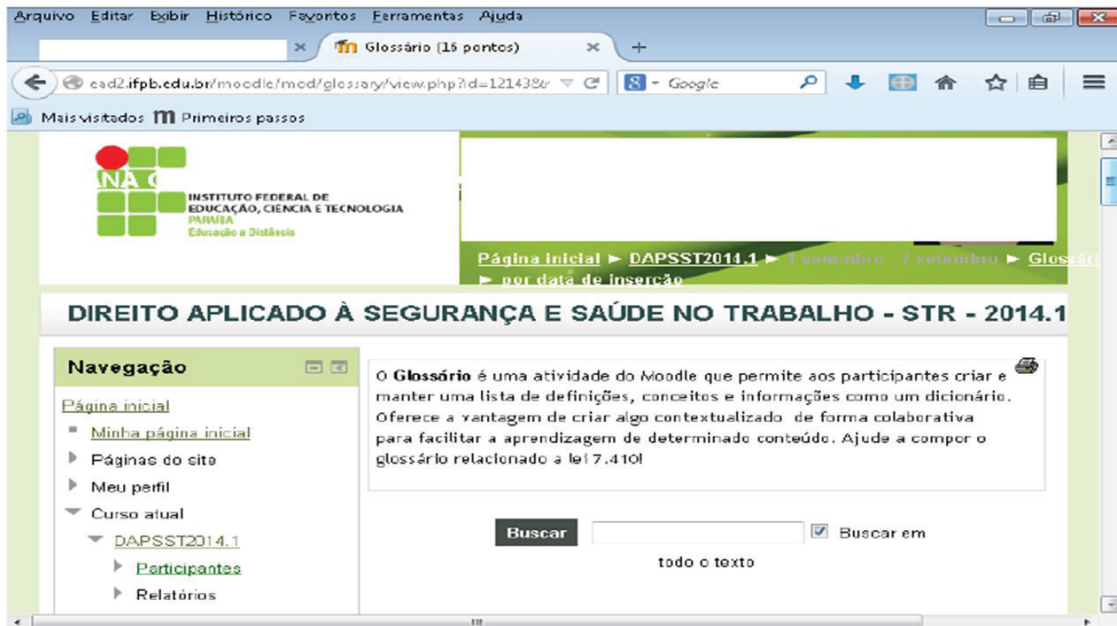 Arquivo Editar Exibir Histórico Favoritos Ferramentas Ajuda
Glossário (15 pontos)
ead2.ifpb.edu.br/moodle/mod/glossary/view.php?id=12143&r
Google
Mais visitados Primeiros passos
INSTITUTO FEDERAL DE
EDUCAÇÃO, CIÊNCIA E TECNOLOGIA
PARAÍBA
Educação a Distância
Página inicial ► DAPSST2014.1 ► 1 setembro - 7 setembro ► Glossári
► por data de inserção
DIREITO APLICADO À SEGURANÇA E SAÚDE NO TRABALHO - STR - 2014.1
Navegação
Página inicial
Minha página inicial
Páginas do site
Meu perfil
Curso atual
DAPSST2014.1
Participantes
Relatórios
O Glossário é uma atividade do Moodle que permite aos participantes criar e
manter uma lista de definições, conceitos e informações como um dicionário.
Oferece a vantagem de criar algo contextualizado de forma colaborativa
para facilitar a aprendizagem de determinado conteúdo. Ajude a compor o
glossário relacionado a lei 7.410!
Buscar
Buscar em
todo o texto